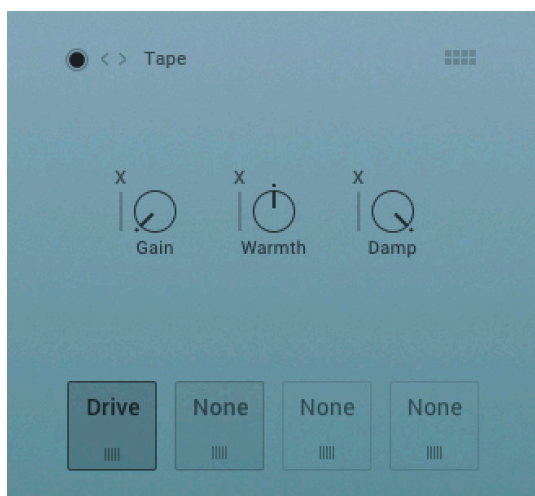 < > Tape
X X X
Gain Warmth Damp
Drive None None None